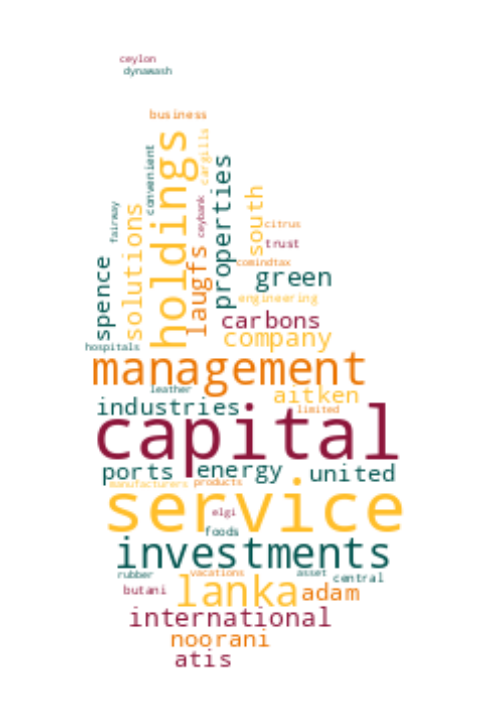 ceylon
dynawash
business
holdings
convenient
cargills
properties
fairway
solutions
ceybank
south
citrus
laugfs
trust
spence
comindtax
green
engineering
carbons
company
hospitals
management
leather
aitken
industries
limited
capital
ports
energy
united
manufacturers
products
service
elgi
foods
investments
rubber
vacations
asset
central
butani
lanka
adam
international
noorani
atis